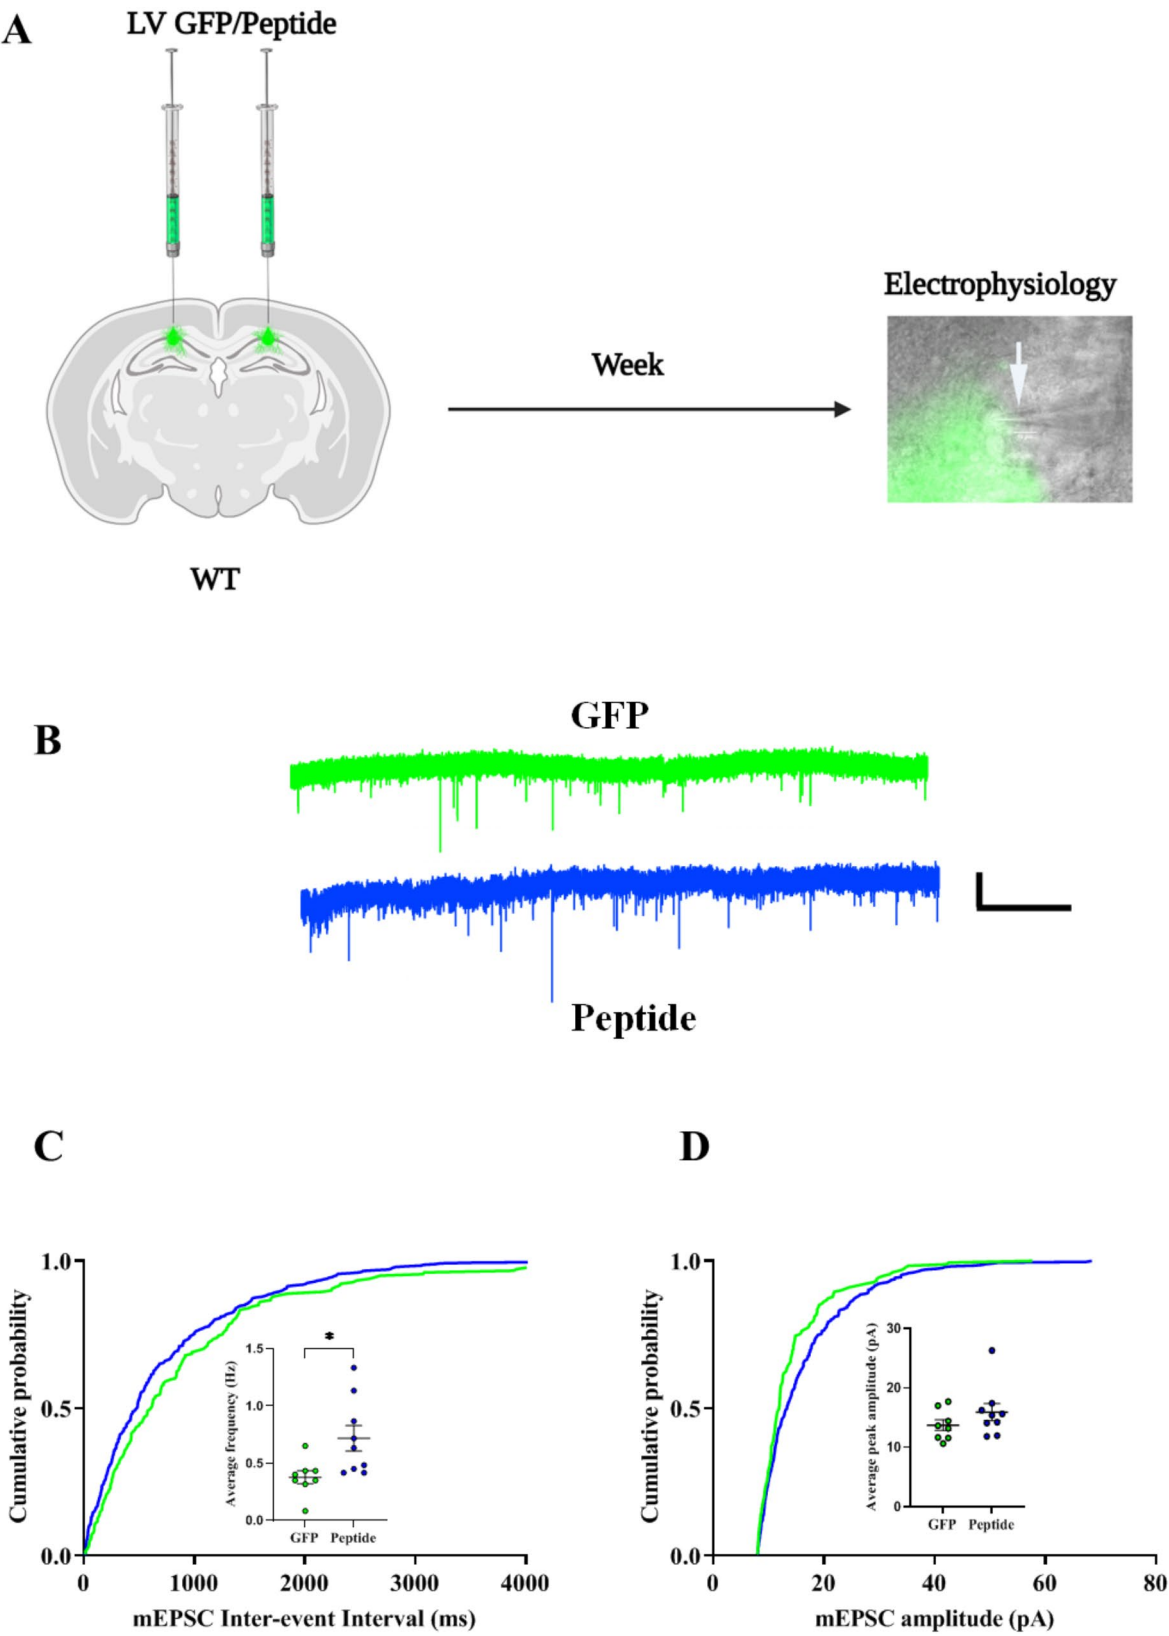 A
LV GFP/Peptide
Electrophysiology
Week
WT
B
GFP
Peptide
C
D
Cumulative probability
1.0
0.5
0.0
0
1000
2000
3000
4000
mEPSC Inter-event Interval (ms)
Average frequency (Hz)
1.5
1.0
0.5
0.0
*
GFP
Peptide
Cumulative probability
1.0
0.5
0.0
0
20
40
60
80
mEPSC amplitude (pA)
Average peak amplitude (pA)
30
20
10
0
GFP
Peptide